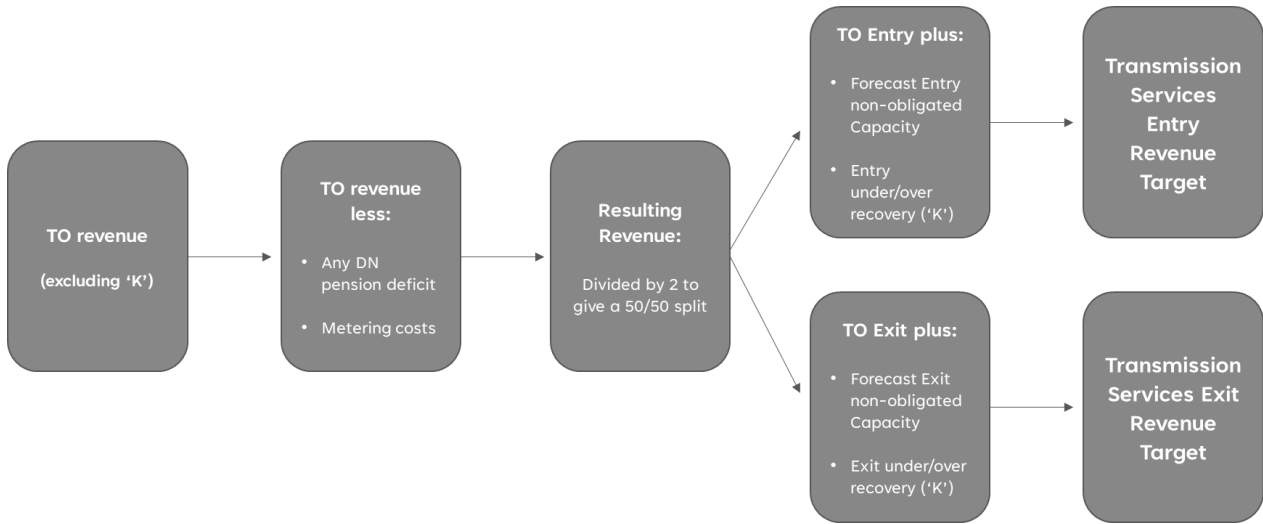 TO revenue
(excluding ‘K’)
TO revenue
less:
• Any DN
pension deficit
• Metering costs
Resulting
Revenue:
Divided by 2 to
give a 50/50 split
TO Entry plus:
• Forecast Entry
non-obligated
Capacity
• Entry
under/over
recovery (‘K’)
Transmission
Services
Entry
Revenue
Target
TO Exit plus:
• Forecast Exit
non-obligated
Capacity
• Exit under/over
recovery (‘K’)
Transmission
Services Exit
Revenue
Target